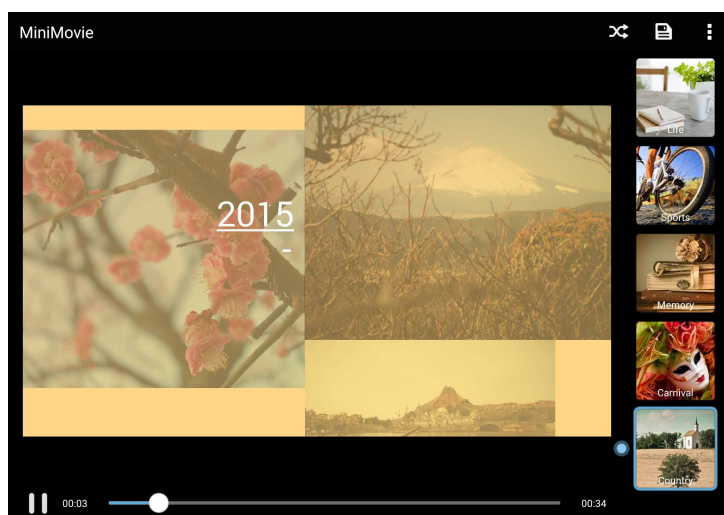 MiniMovie
Life
2015
-
Sports
Memory
Carnival
Country
00:03
00:34